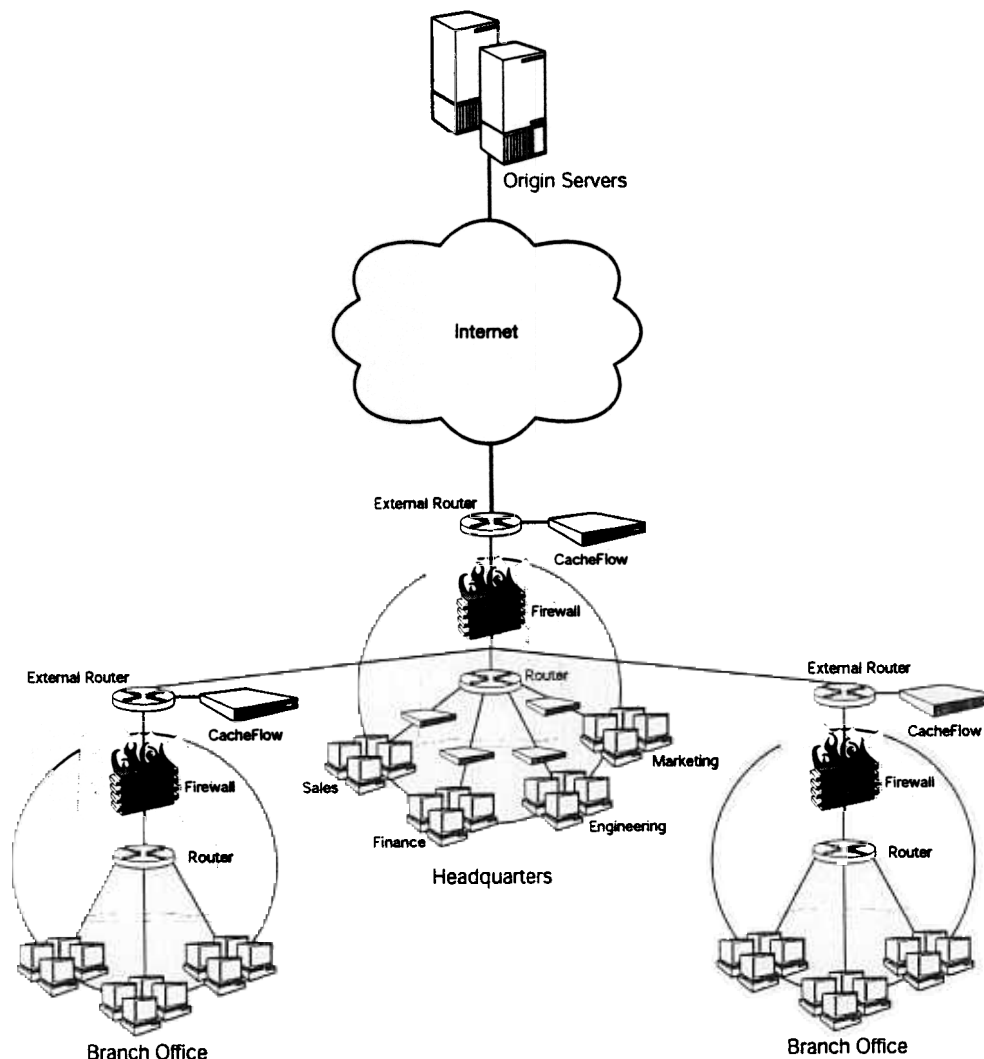 Origin Servers
Internet
External Router
CacheFlow
Firewall
External Router
CacheFlow
Router
External Router
CacheFlow
Firewall
Sales
Marketing
Firewall
Finance
Engineering
Router
Headquarters
Router
Branch Office
Branch Office